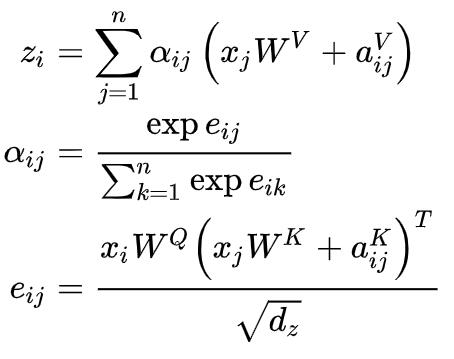 z_i = \sum_{j=1}^{n} \alpha_{ij} \left( x_j W^V + a_{ij}^V \right)
\alpha_{ij} = \frac{\exp e_{ij}}{\sum_{k=1}^{n} \exp e_{ik}}
e_{ij} = \frac{x_i W^Q \left( x_j W^K + a_{ij}^K \right)^T}{\sqrt{d_z}}